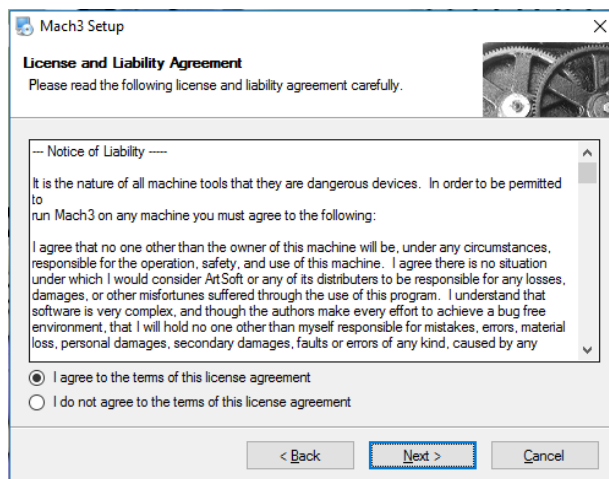 Mach3 Setup
License and Liability Agreement
Please read the following license and liability agreement carefully.
--- Notice of Liability -----
It is the nature of all machine tools that they are dangerous devices.  In order to be permitted
to
run Mach3 on any machine you must agree to the following:
I agree that no one other than the owner of this machine will be, under any circumstances,
responsible for the operation, safety, and use of this machine.  I agree there is no situation
under which I would consider ArtSoft or any of its distributers to be responsible for any losses,
damages, or other misfortunes suffered through the use of this program.  I understand that
software is very complex, and though the authors make every effort to achieve a bug free
environment, that I will hold no one other than myself responsible for mistakes, errors, material
loss, personal damages, secondary damages, faults or errors of any kind, caused by any
I agree to the terms of this license agreement
I do not agree to the terms of this license agreement
< Back
Next >
Cancel